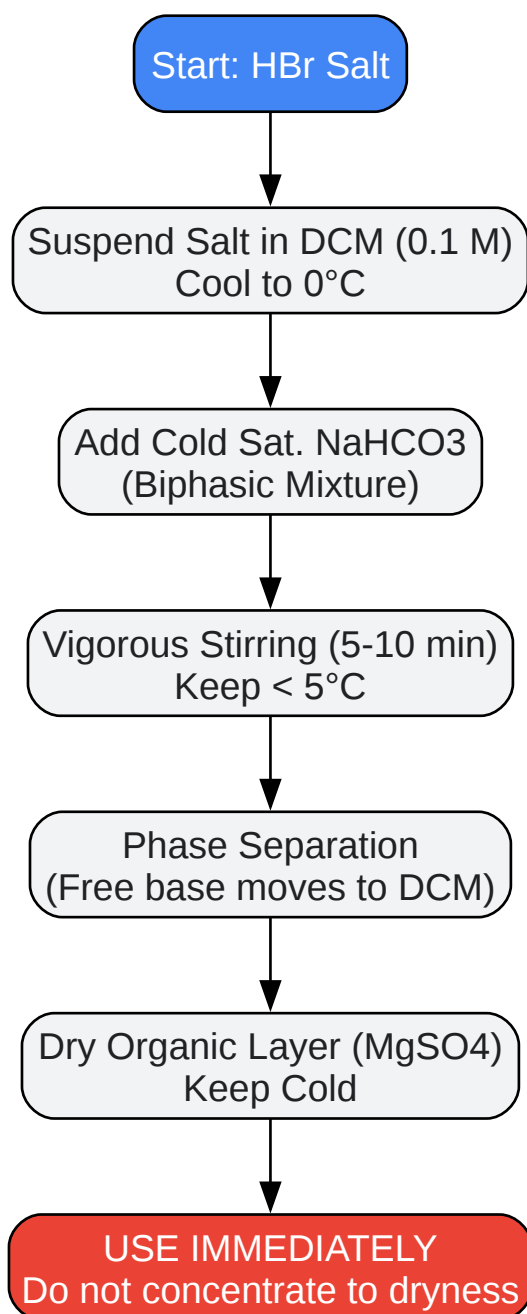 Start: HBr Salt
Suspend Salt in DCM (0.1 M)
Cool to 0°C
Add Cold Sat. NaHCO3
(Biphasic Mixture)
Vigorous Stirring (5-10 min)
Keep < 5°C
Phase Separation
(Free base moves to DCM)
Dry Organic Layer (MgSO4)
Keep Cold
USE IMMEDIATELY
Do not concentrate to dryness